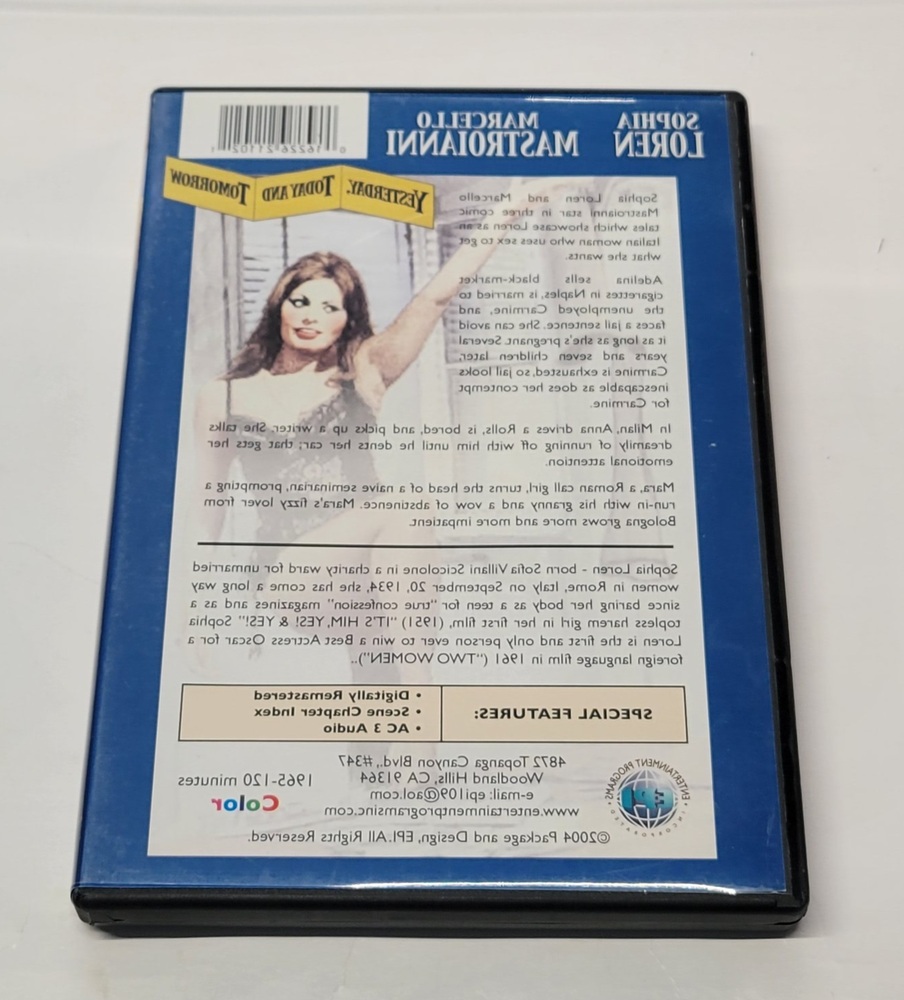 SOPHIA LOREN
MARCELLO MASTROIANNI
0 16226 21102 1
YESTERDAY, TODAY AND TOMORROW
Sophia Loren and Marcello
Mastroianni star in three comic
tales which showcase Loren as an
Italian woman who uses sex to get
what she wants.
Adelina sells black-market
cigarettes in Naples, is married to
the unemployed Carmine, and
faces a jail sentence. She can avoid
it as long as she's pregnant. Several
years and seven children later,
Carmine is exhausted, so jail looks
inescapable as does her contempt
for Carmine.
In Milan, Anna drives a Rolls, is bored, and picks up a writer. She talks
dreamily of running off with him until he dents her car; that gets her
emotional attention.
Mara, a Roman call girl, turns the head of a naive seminarian, prompting a
run-in with his granny and a vow of abstinence. Mara's fizzy lover from
Bologna grows more and more impatient.
Sophia Loren - born Sofia Villani Scicolone in a charity ward for unmarried
women in Rome, Italy on September 20, 1934, she has come a long way
since baring her body as a teen for "true confession" magazines and as a
topless harem girl in her first film, (1951) "IT'S HIM, YES! & YES!" Sophia
Loren is the first and only person ever to win a Best Actress Oscar for a
foreign language film in 1961 ("TWO WOMEN")..
SPECIAL FEATURES:
• Digitally Remastered
• Scene Chapter Index
• AC 3 Audio
ENTERTAINMENT PROGRAMS
• INCORPORATED •
EPI
4872 Topanga Canyon Blvd., #347
Woodland Hills, CA 91364
e-mail: epi109@aol.com
www.entertainmentprogramsinc.com
1965-120 minutes
Color
©2004 Package and Design, EPI. All Rights Reserved.